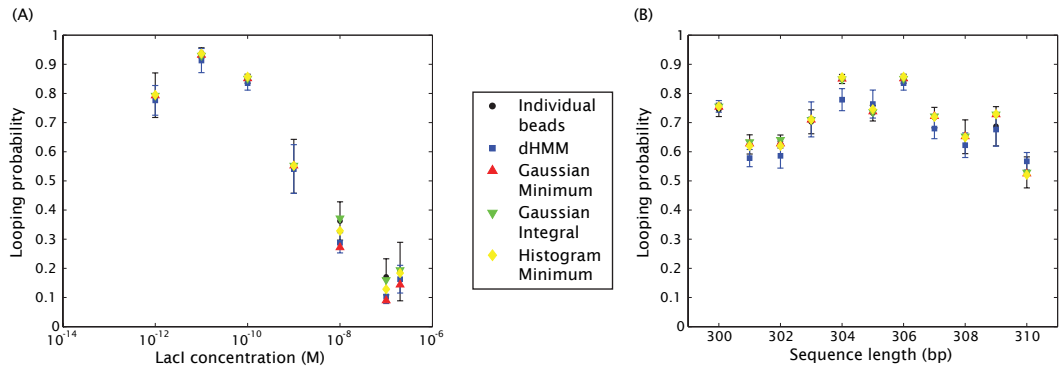 (A)
Looping probability
1
0.9
0.8
0.7
0.6
0.5
0.4
0.3
0.2
0.1
0
10^-14
10^-12
10^-10
10^-8
10^-6
LacI concentration (M)
Individual
beads
dHMM
Gaussian
Minimum
Gaussian
Integral
Histogram
Minimum
(B)
Looping probability
1
0.9
0.8
0.7
0.6
0.5
0.4
0.3
0.2
0.1
0
300
302
304
306
308
310
Sequence length (bp)